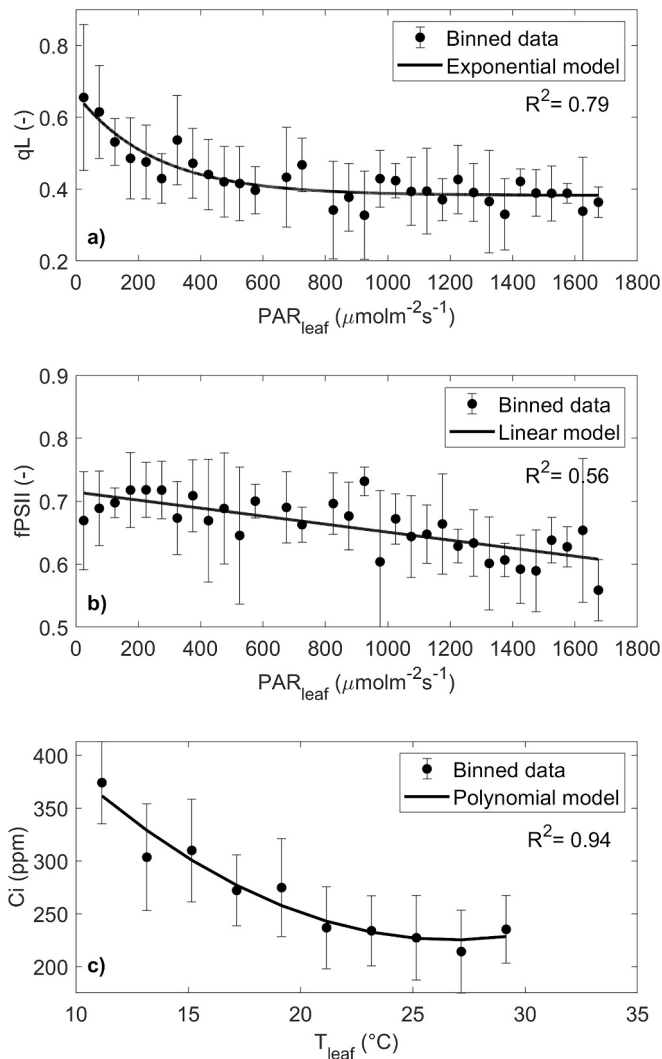 0.8
0.6
0.4
0.2
qL (-)
Binned data
Exponential model
R²= 0.79
a)
0 200 400 600 800 1000 1200 1400 1600 1800
PARleaf (μmolm⁻²s⁻¹)
0.9
0.8
0.7
0.6
0.5
fPSII (-)
Binned data
Linear model
R²= 0.56
b)
0 200 400 600 800 1000 1200 1400 1600 1800
PARleaf (μmolm⁻²s⁻¹)
400
350
300
250
200
Ci (ppm)
Binned data
Polynomial model
R²= 0.94
c)
10 15 20 25 30 35
Tleaf (°C)